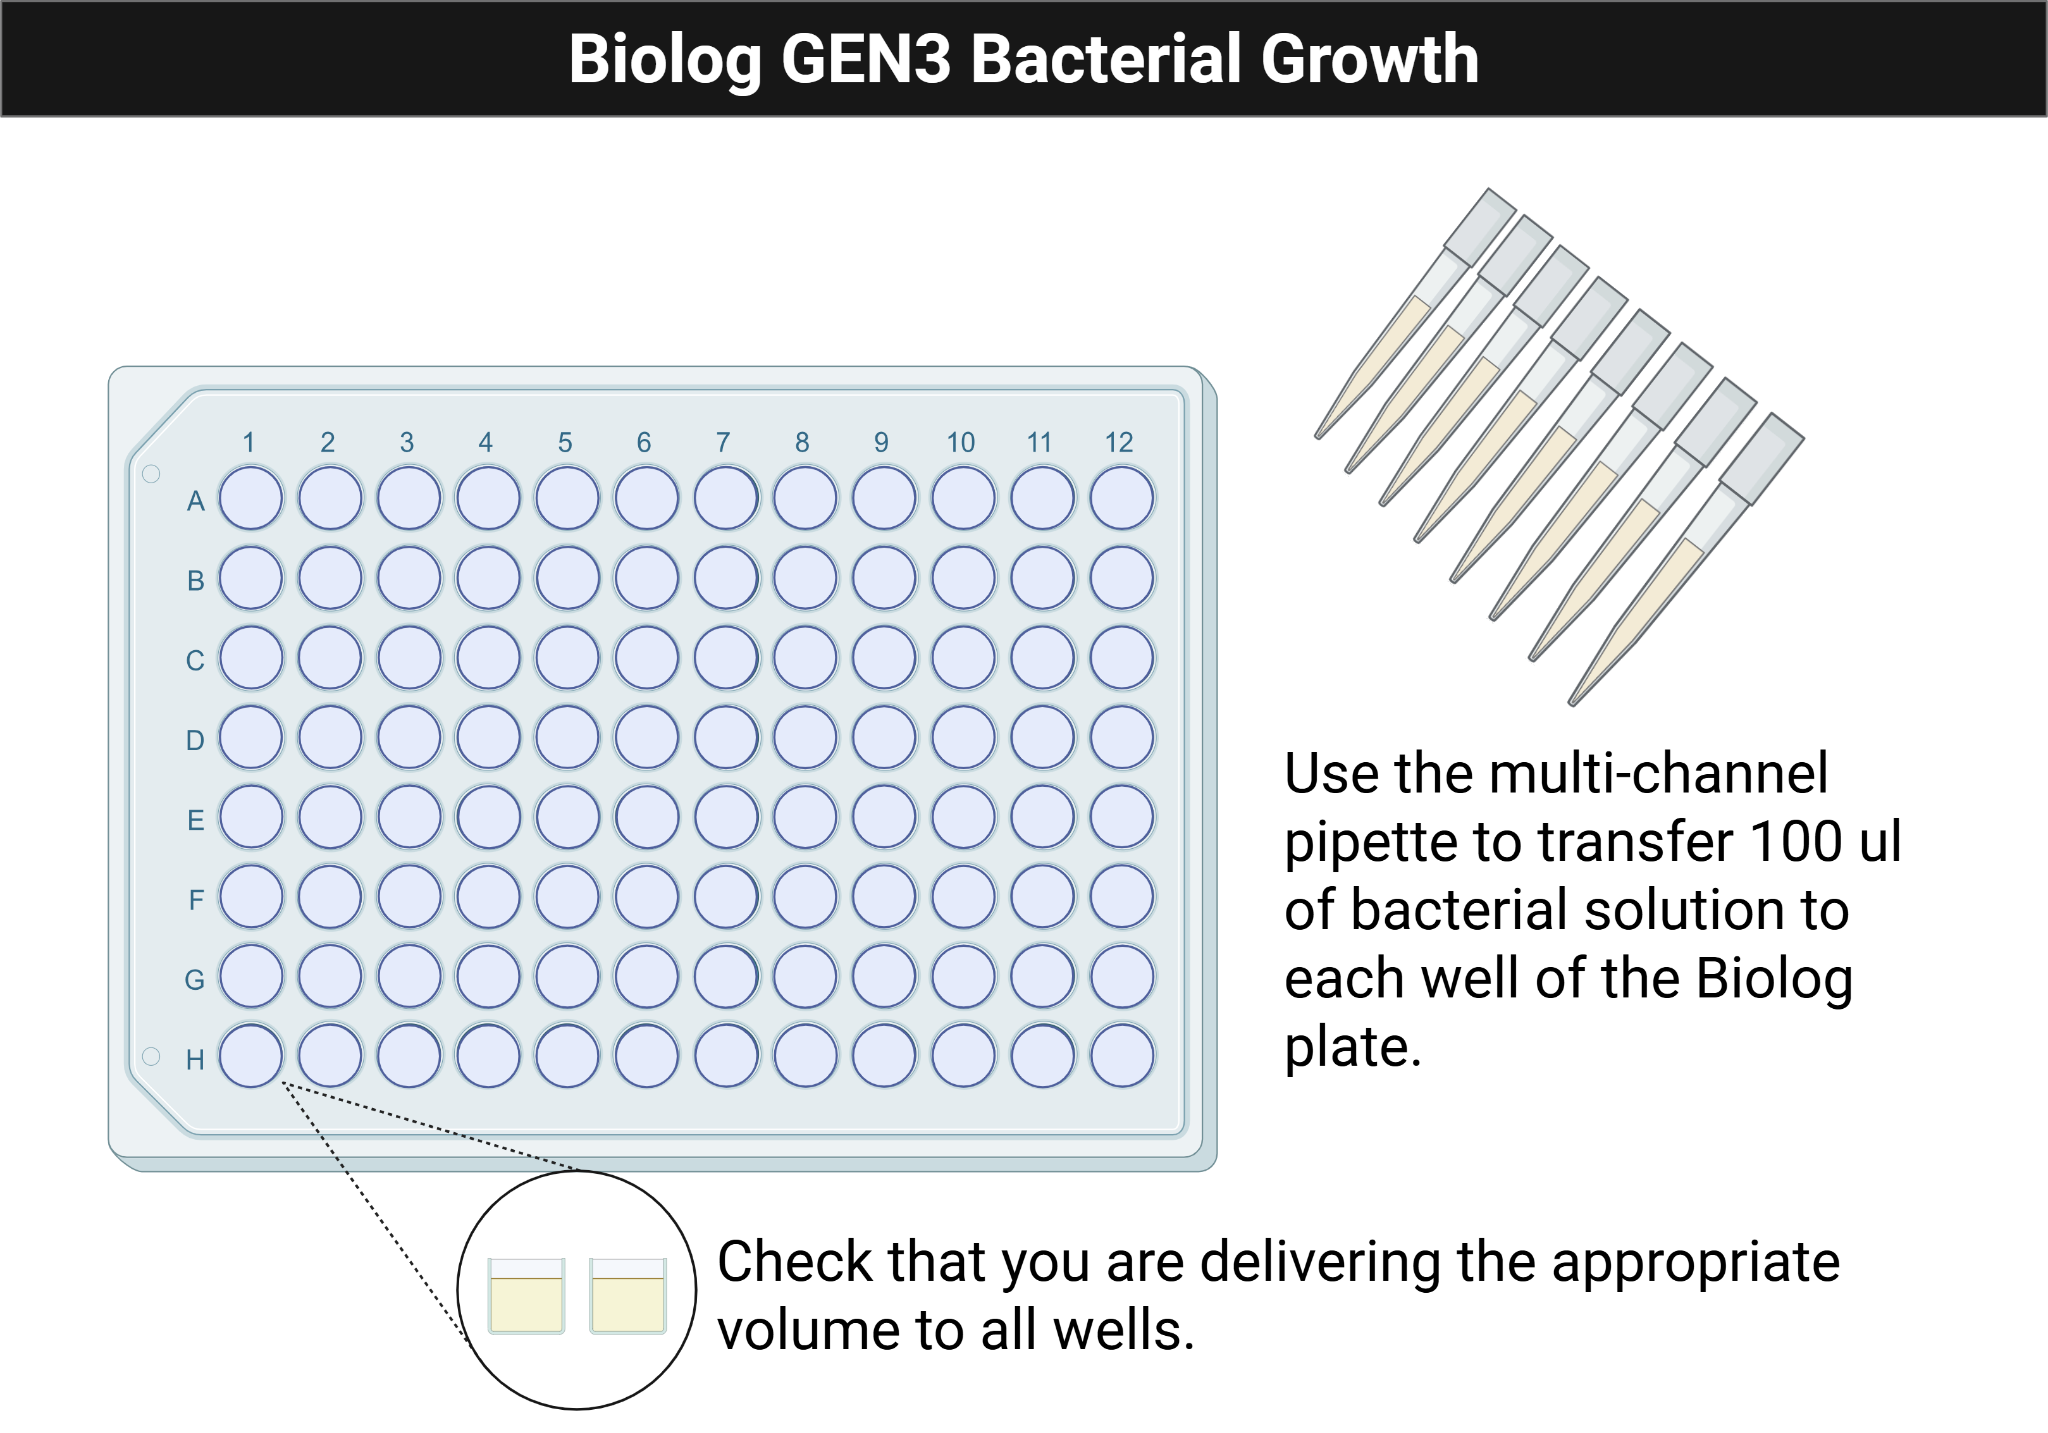 Biolog GEN3 Bacterial Growth
1 2 3 4 5 6 7 8 9 10 11 12
A
B
C
D
E
F
G
H
Use the multi-channel
pipette to transfer 100 ul
of bacterial solution to
each well of the Biolog
plate.
Check that you are delivering the appropriate
volume to all wells.